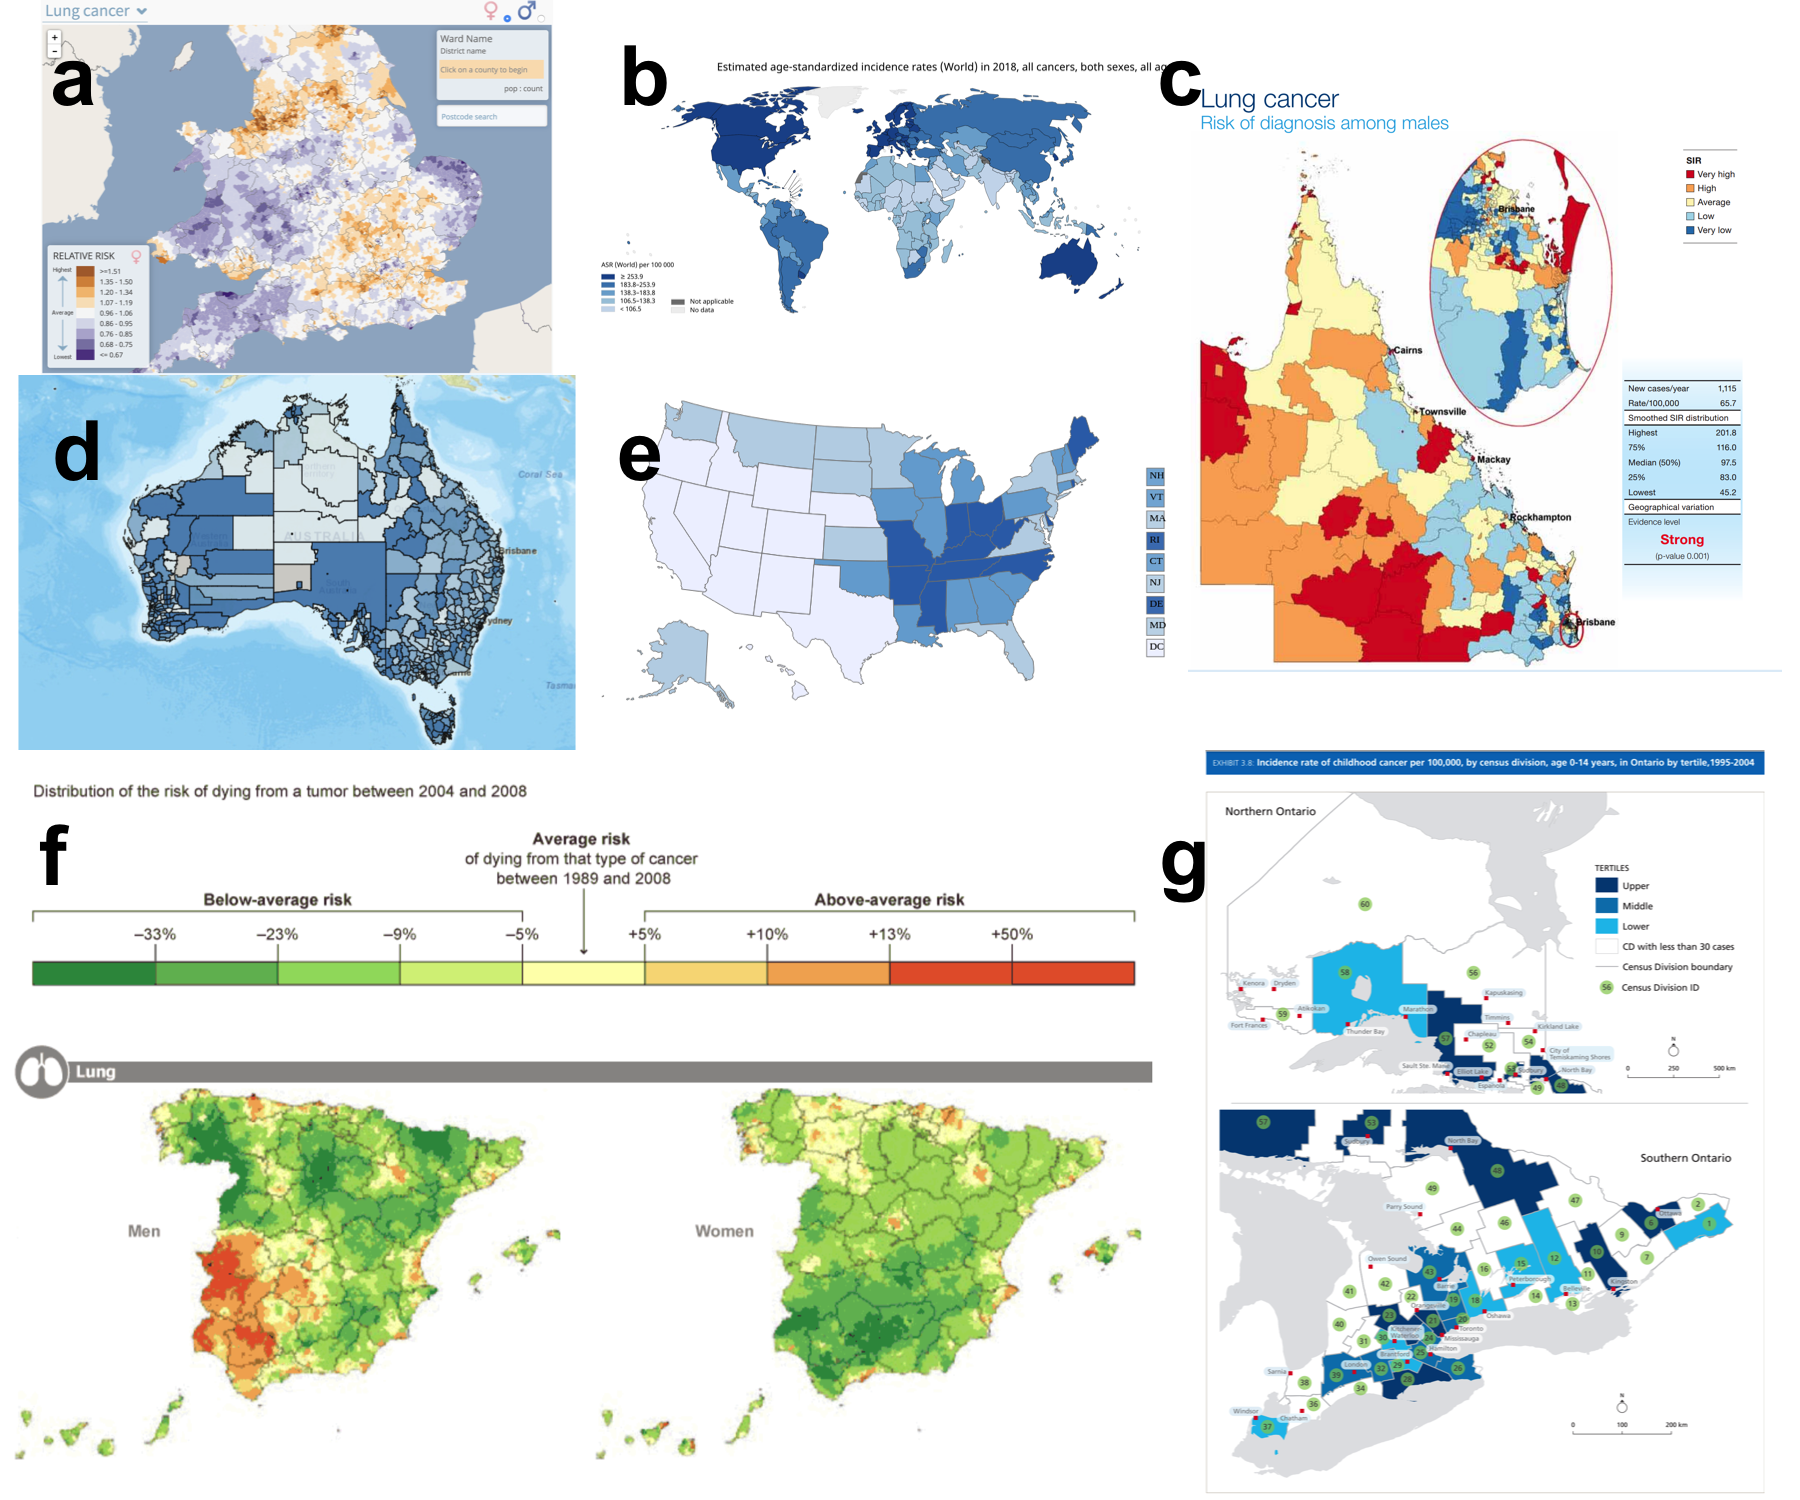 a
Lung cancer
+
−
Ward Name
District name
Click on a county to begin
pop : count
Postcode search
RELATIVE RISK
Highest
Average
Lowest
>=1.51
1.35 - 1.50
1.20 - 1.34
1.07 - 1.19
0.96 - 1.06
0.86 - 0.95
0.76 - 0.85
0.68 - 0.75
<= 0.67
b
Estimated age-standardized incidence rates (World) in 2018, all cancers, both sexes, all ag
ASR (World) per 100 000
≥ 253.9
183.8–253.9
138.3–183.8
106.5–138.3
< 106.5
Not applicable
No data
c
Lung cancer
Risk of diagnosis among males
SIR
Very high
High
Average
Low
Very low
Brisbane
Cairns
Townsville
Mackay
Rockhampton
Brisbane
New cases/year 1,115
Rate/100,000 65.7
Smoothed SIR distribution
Highest 201.8
75% 116.0
Median (50%) 97.5
25% 83.0
Lowest 45.2
Geographical variation
Evidence level
Strong
(p-value 0.001)
d
Coral Sea
AUSTRALIA
Brisbane
ydney
Tasma
e
NH
VT
MA
RI
CT
NJ
DE
MD
DC
Distribution of the risk of dying from a tumor between 2004 and 2008
f
Average risk
of dying from that type of cancer
between 1989 and 2008
Below-average risk
Above-average risk
–33% –23% –9% –5% +5% +10% +13% +50%
Lung
Men
Women
g
EXHIBIT 3.8: Incidence rate of childhood cancer per 100,000, by census division, age 0-14 years, in Ontario by tertile,1995-2004
Northern Ontario
TERTILES
Upper
Middle
Lower
CD with less than 30 cases
Census Division boundary
56 Census Division ID
60
58
56
Kenora
Dryden
Kapuskasing
59
Atikokan
Marathon
Fort Frances
Thunder Bay
Timmins
Kirkland Lake
57
Chapleau
52
54
City of
Temiskaming Shores
Sault Ste. Marie
Elliot Lake
Sudbury
North Bay
Espanola
49
48
N
0 250 500 km
Southern Ontario
57
53
Sudbury
North Bay
48
49
47
Parry Sound
2
6
Ottawa
1
44
46
9
10
7
Owen Sound
12
15
16
43
11
Barrie
Peterborough
Kingston
42
41
22
Belleville
14
13
Orangeville
19
18
Oshawa
23
21
20
40
Toronto
Kitchener-
Waterloo
31
30
24
Mississauga
Hamilton
25
Brantford
London
Sarnia
39
32
29
26
38
34
28
36
Windsor
Chatham
37
N
0 100 200 km